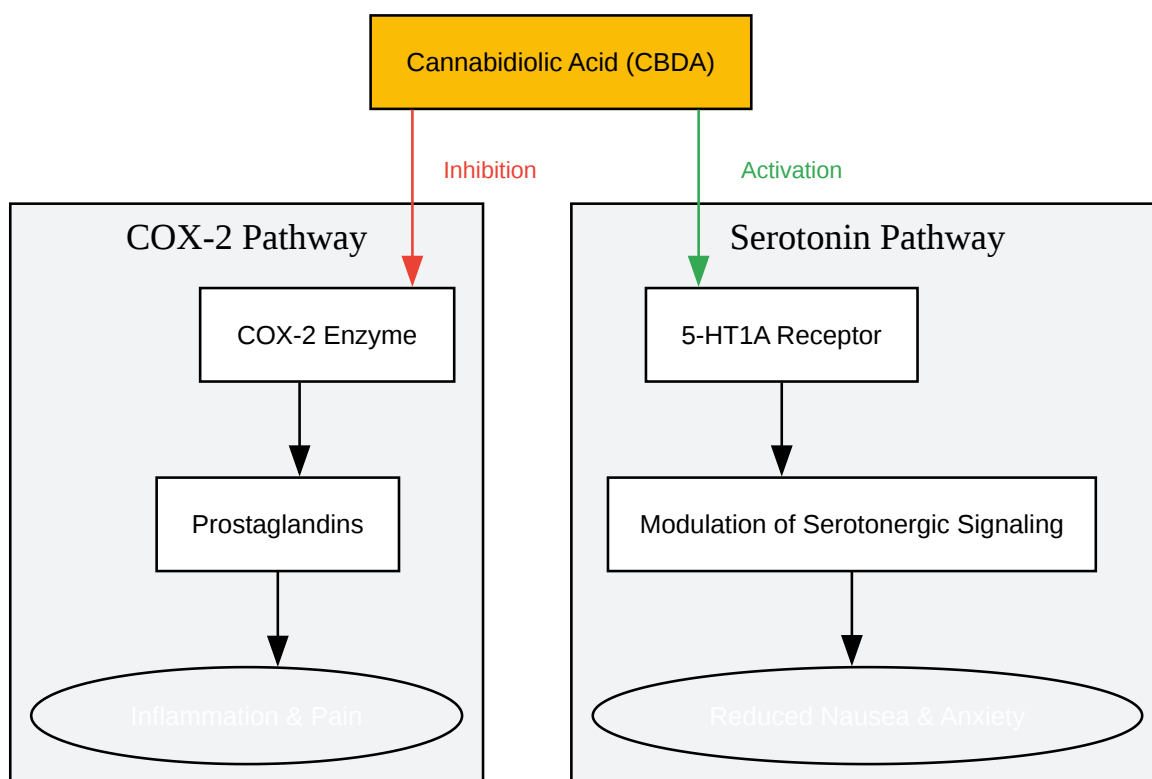 Cannabidiolic Acid (CBDA)
Inhibition
Activation
COX-2 Pathway
Serotonin Pathway
COX-2 Enzyme
5-HT1A Receptor
Prostaglandins
Modulation of Serotonergic Signaling
Inflammation & Pain
Reduced Nausea & Anxiety